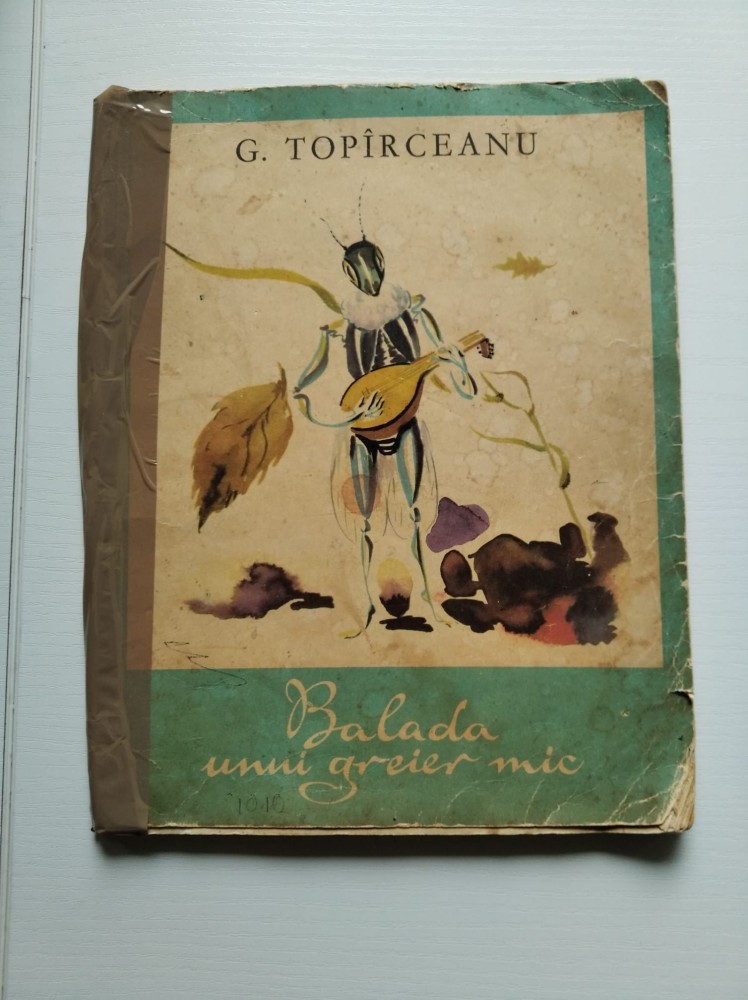 G. TOPÎRCEANU
Balada
unui greier mic